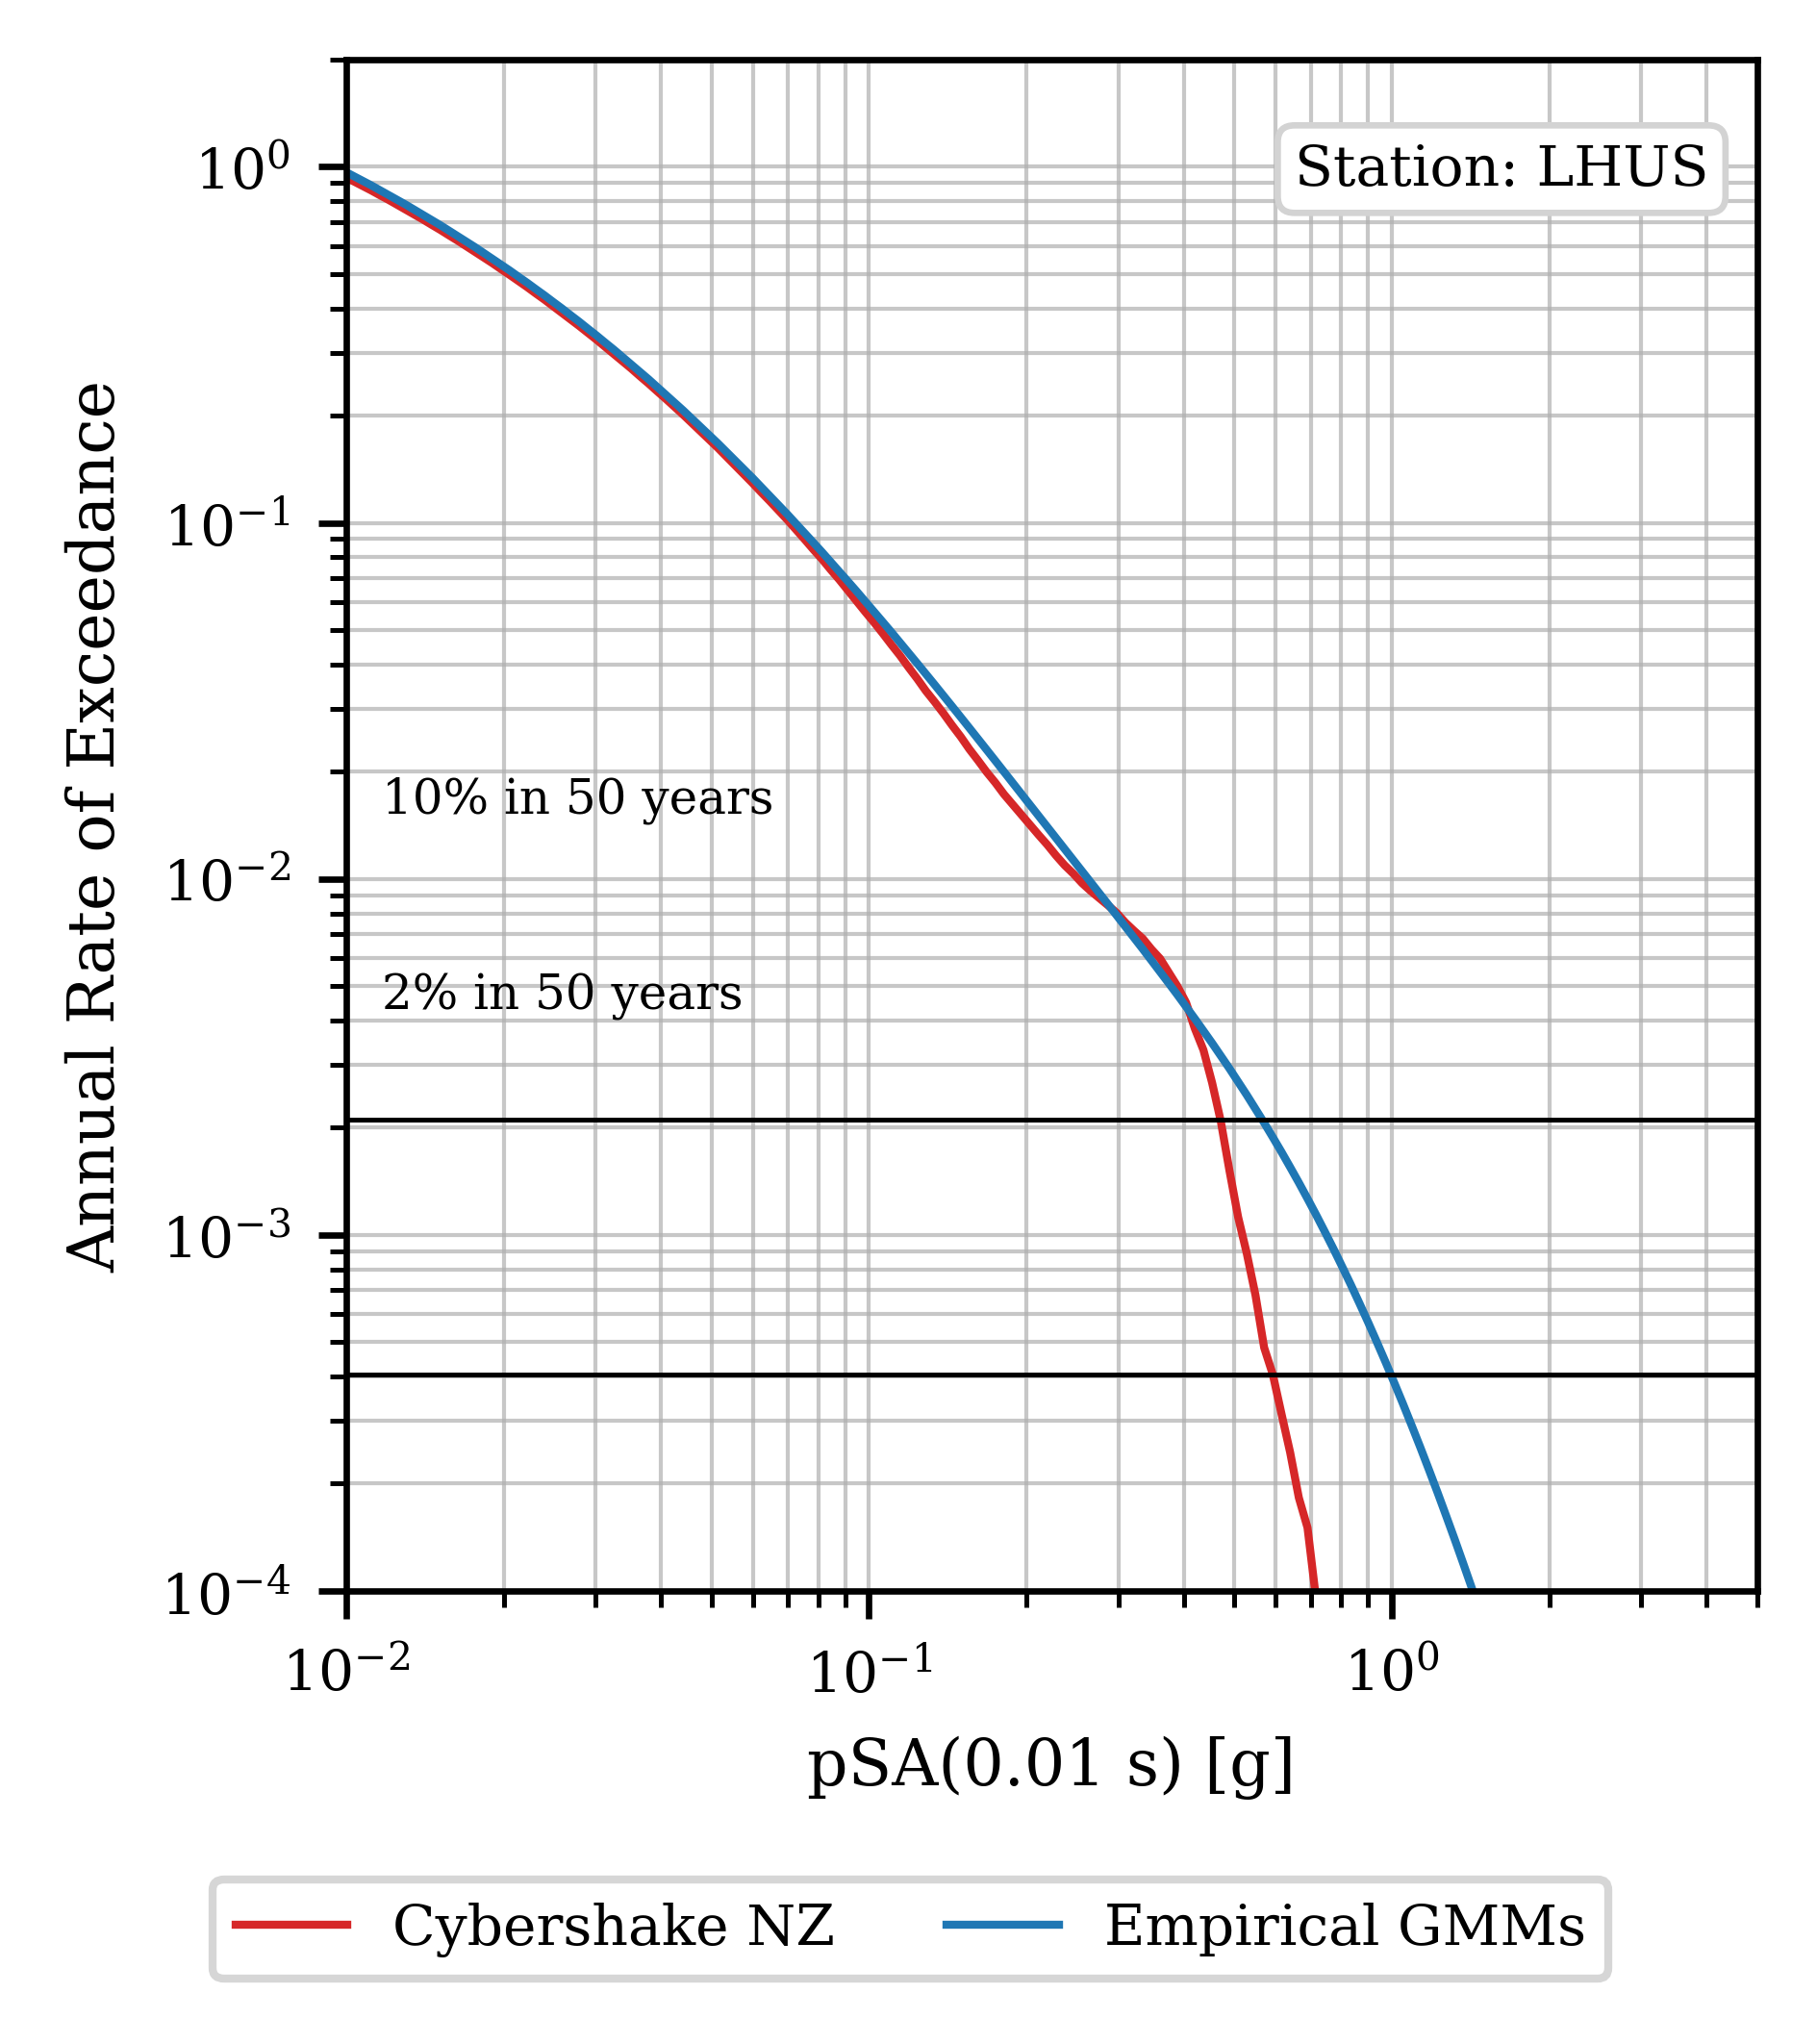 Station: LHUS
10⁰
10⁻¹
10⁻²
10⁻³
10⁻⁴
Annual Rate of Exceedance
10% in 50 years
2% in 50 years
10⁻² 10⁻¹ 10⁰
pSA(0.01 s) [g]
Cybershake NZ Empirical GMMs